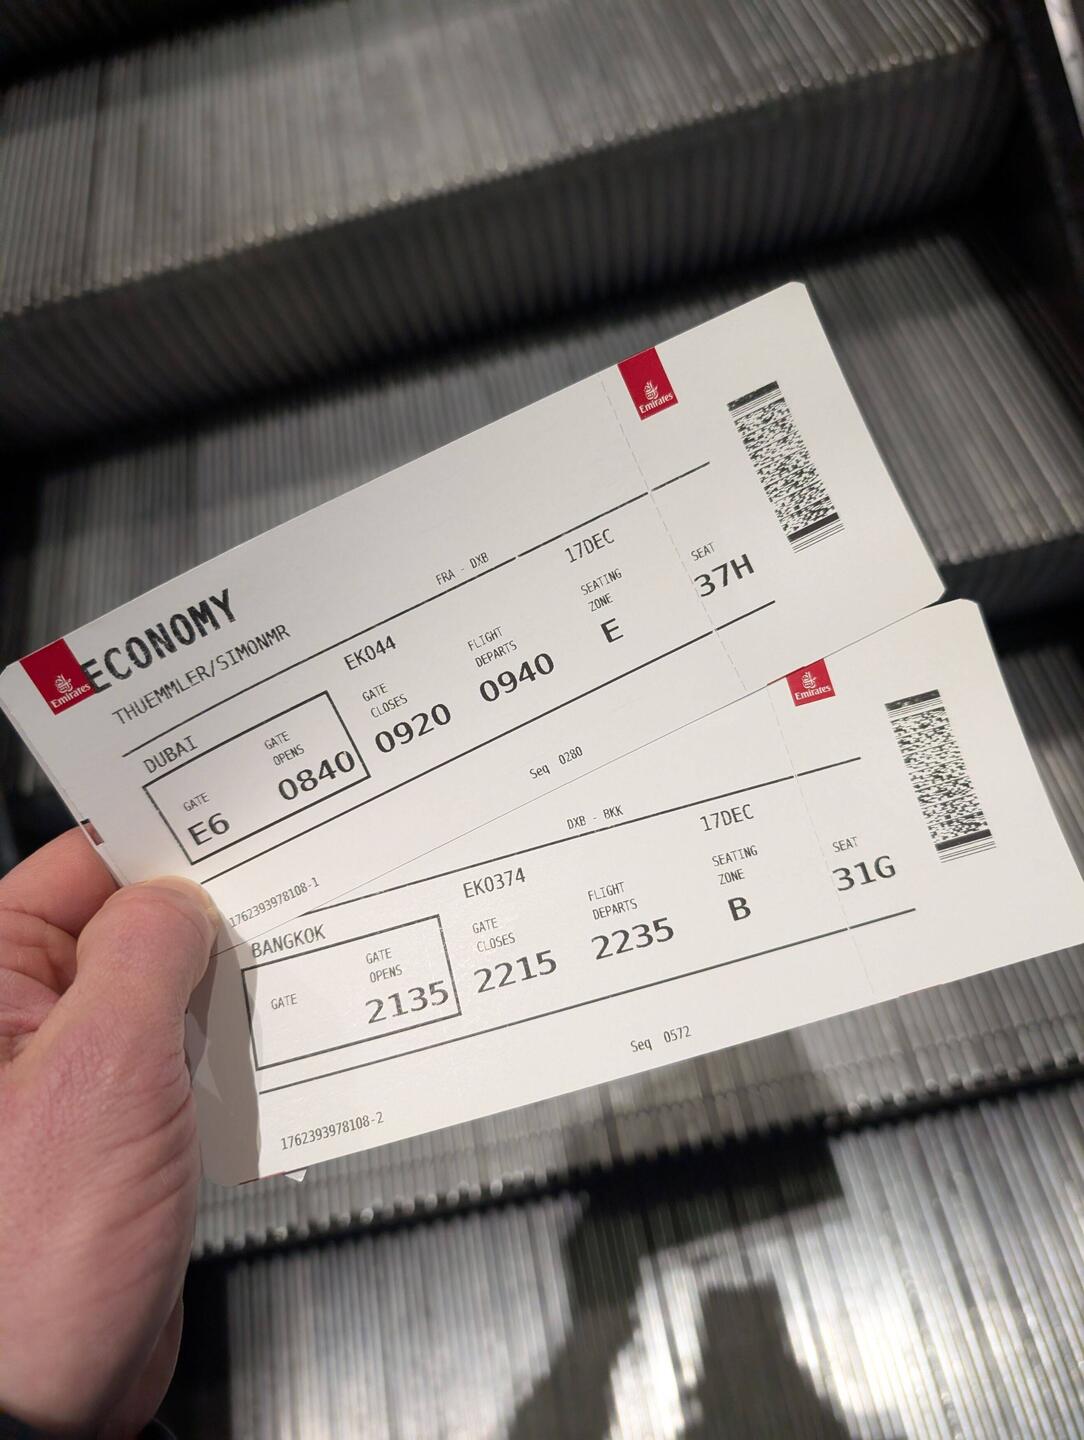 Emirates
ECONOMY
THUEMMLER/SIMONMR
FRA - DXB
DUBAI
EK044
17DEC
GATE
E6
GATE
OPENS
0840
GATE
CLOSES
0920
FLIGHT
DEPARTS
0940
SEATING
ZONE
E
Emirates
SEAT
37H
1762393978108-1
Seq 0280
DXB - BKK
BANGKOK
EK0374
17DEC
GATE
GATE
OPENS
2135
GATE
CLOSES
2215
FLIGHT
DEPARTS
2235
SEATING
ZONE
B
Emirates
SEAT
31G
1762393978108-2
Seq 0572